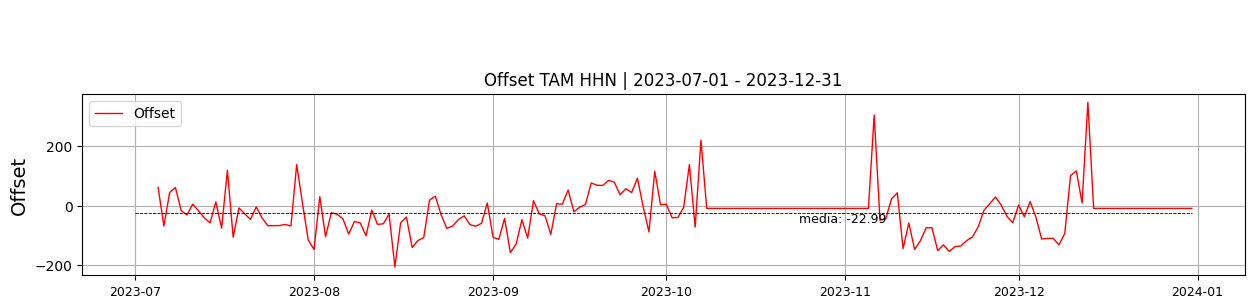 Offset TAM HHN | 2023-07-01 - 2023-12-31
Offset
Offset
200
0
−200
media: -22.99
2023-07 2023-08 2023-09 2023-10 2023-11 2023-12 2024-01